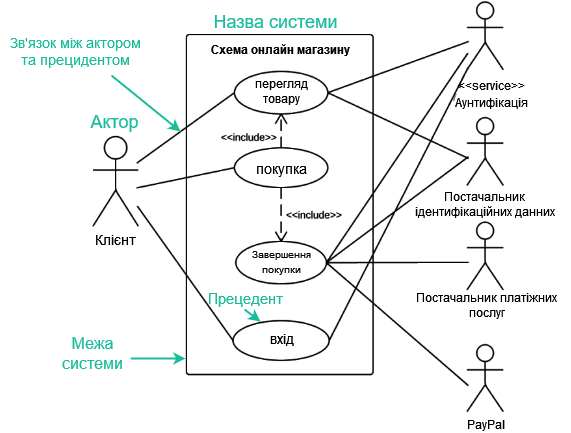 Назва системи
Зв'язок між актором
та прецидентом
Схема онлайн магазину
перегляд
товару
<<service>>
Аунтифікація
Актор
<<include>>
покупка
Клієнт
Постачальник
ідентифікаційних данних
<<include>>
Завершення
покупки
Прецедент
Постачальник платіжних
послуг
вхід
Межа
системи
PayPal